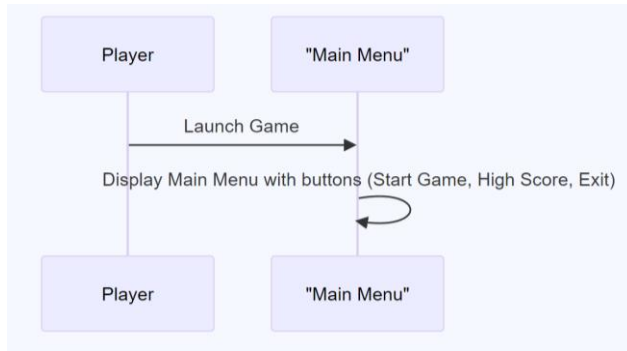 Player
"Main Menu"
Launch Game
Display Main Menu with buttons (Start Game, High Score, Exit)
Player
"Main Menu"